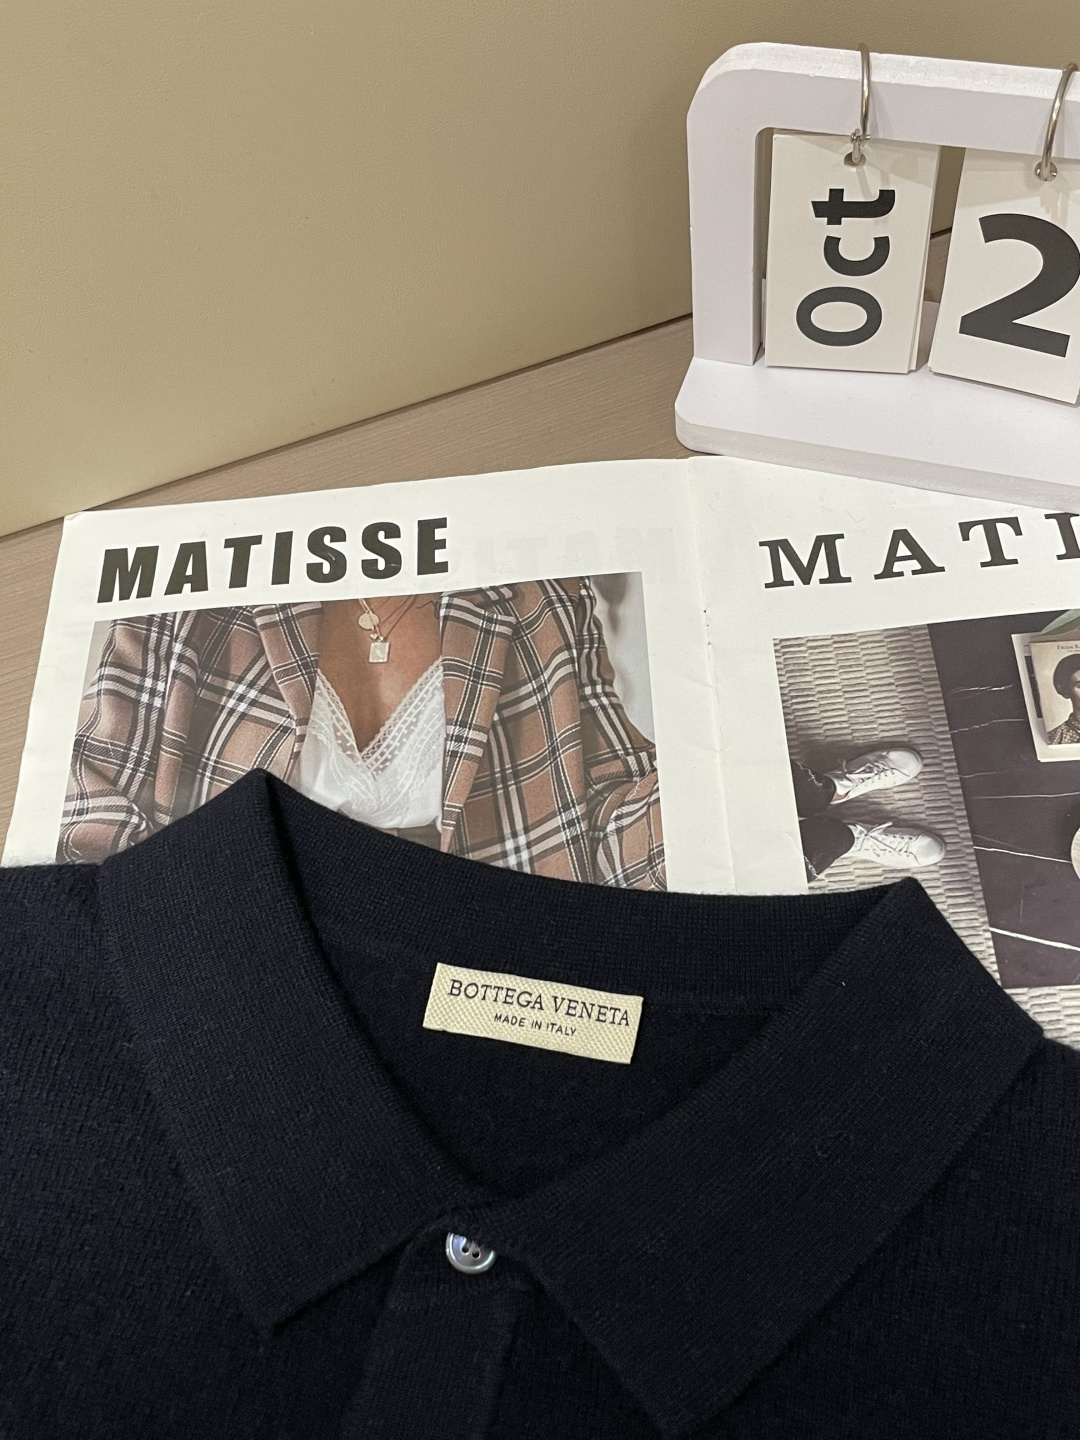 Oct
2
MATISSE
MATI
BOTTEGA VENETA
MADE IN ITALY